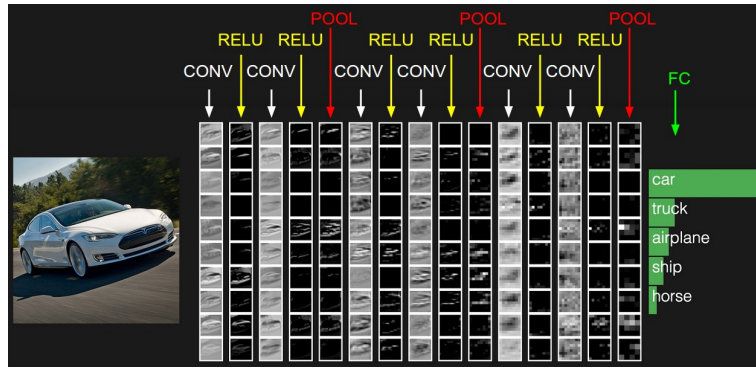 POOL POOL POOL
RELU RELU RELU RELU RELU RELU
CONV CONV CONV CONV CONV CONV
FC
car
truck
airplane
ship
horse